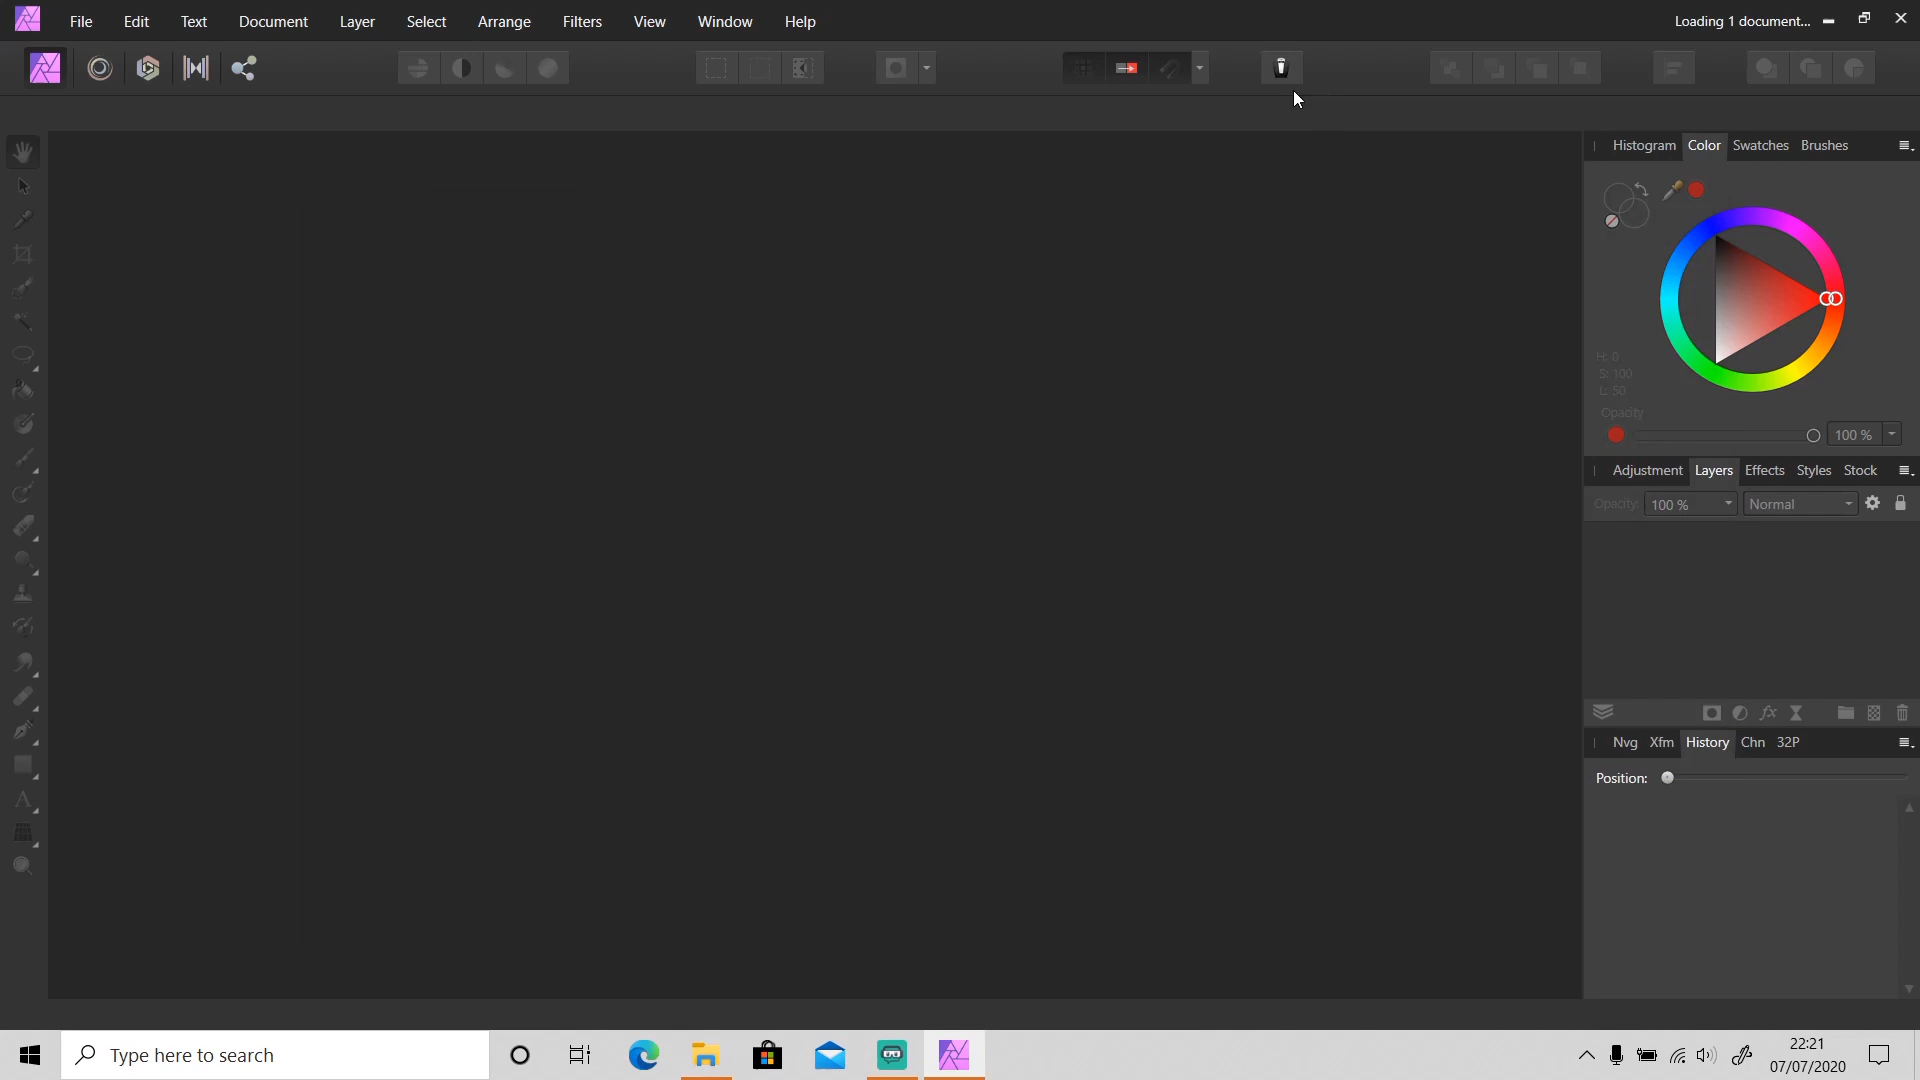 File Edit Text Document Layer Select Arrange Filters View Window Help Loading 1 document...
Histogram Color Swatches Brushes
H: 0
S: 100
L: 50
Opacity
100 %
Adjustment Layers Effects Styles Stock
Opacity: 100 % Normal
fx
Nvg Xfm History Chn 32P
Position:
A
Type here to search
22:21
07/07/2020